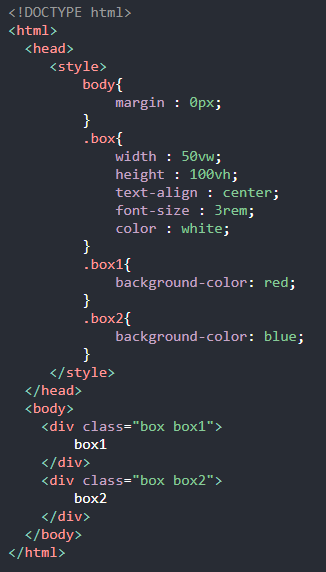 <!DOCTYPE html>
<html>
  <head>
     <style>
         body{
             margin : 0px;
         }
         .box{
             width : 50vw;
             height : 100vh;
             text-align : center;
             font-size : 3rem;
             color : white;
         }
         .box1{
             background-color: red;
         }
         .box2{
             background-color: blue;
         }
     </style>
  </head>
  <body>
    <div class="box box1">
        box1
    </div>
    <div class="box box2">
        box2
    </div>
  </body>
</html>